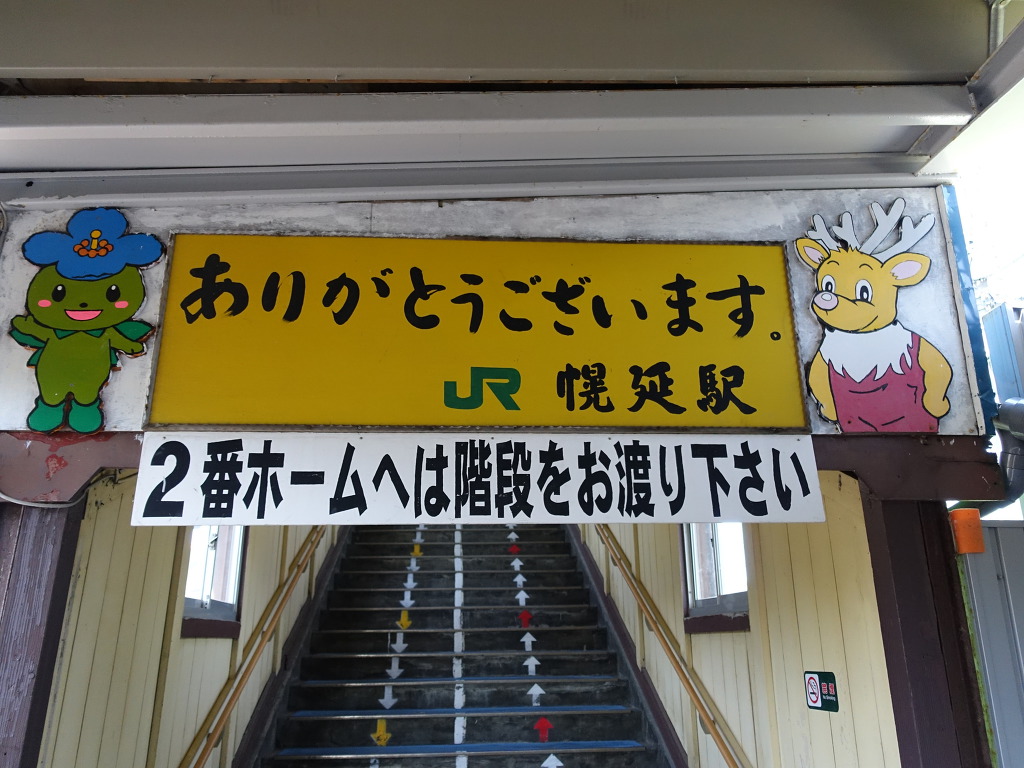 ありがとうございます。
JR 幌延駅
2番ホームへは階段をお渡り下さい